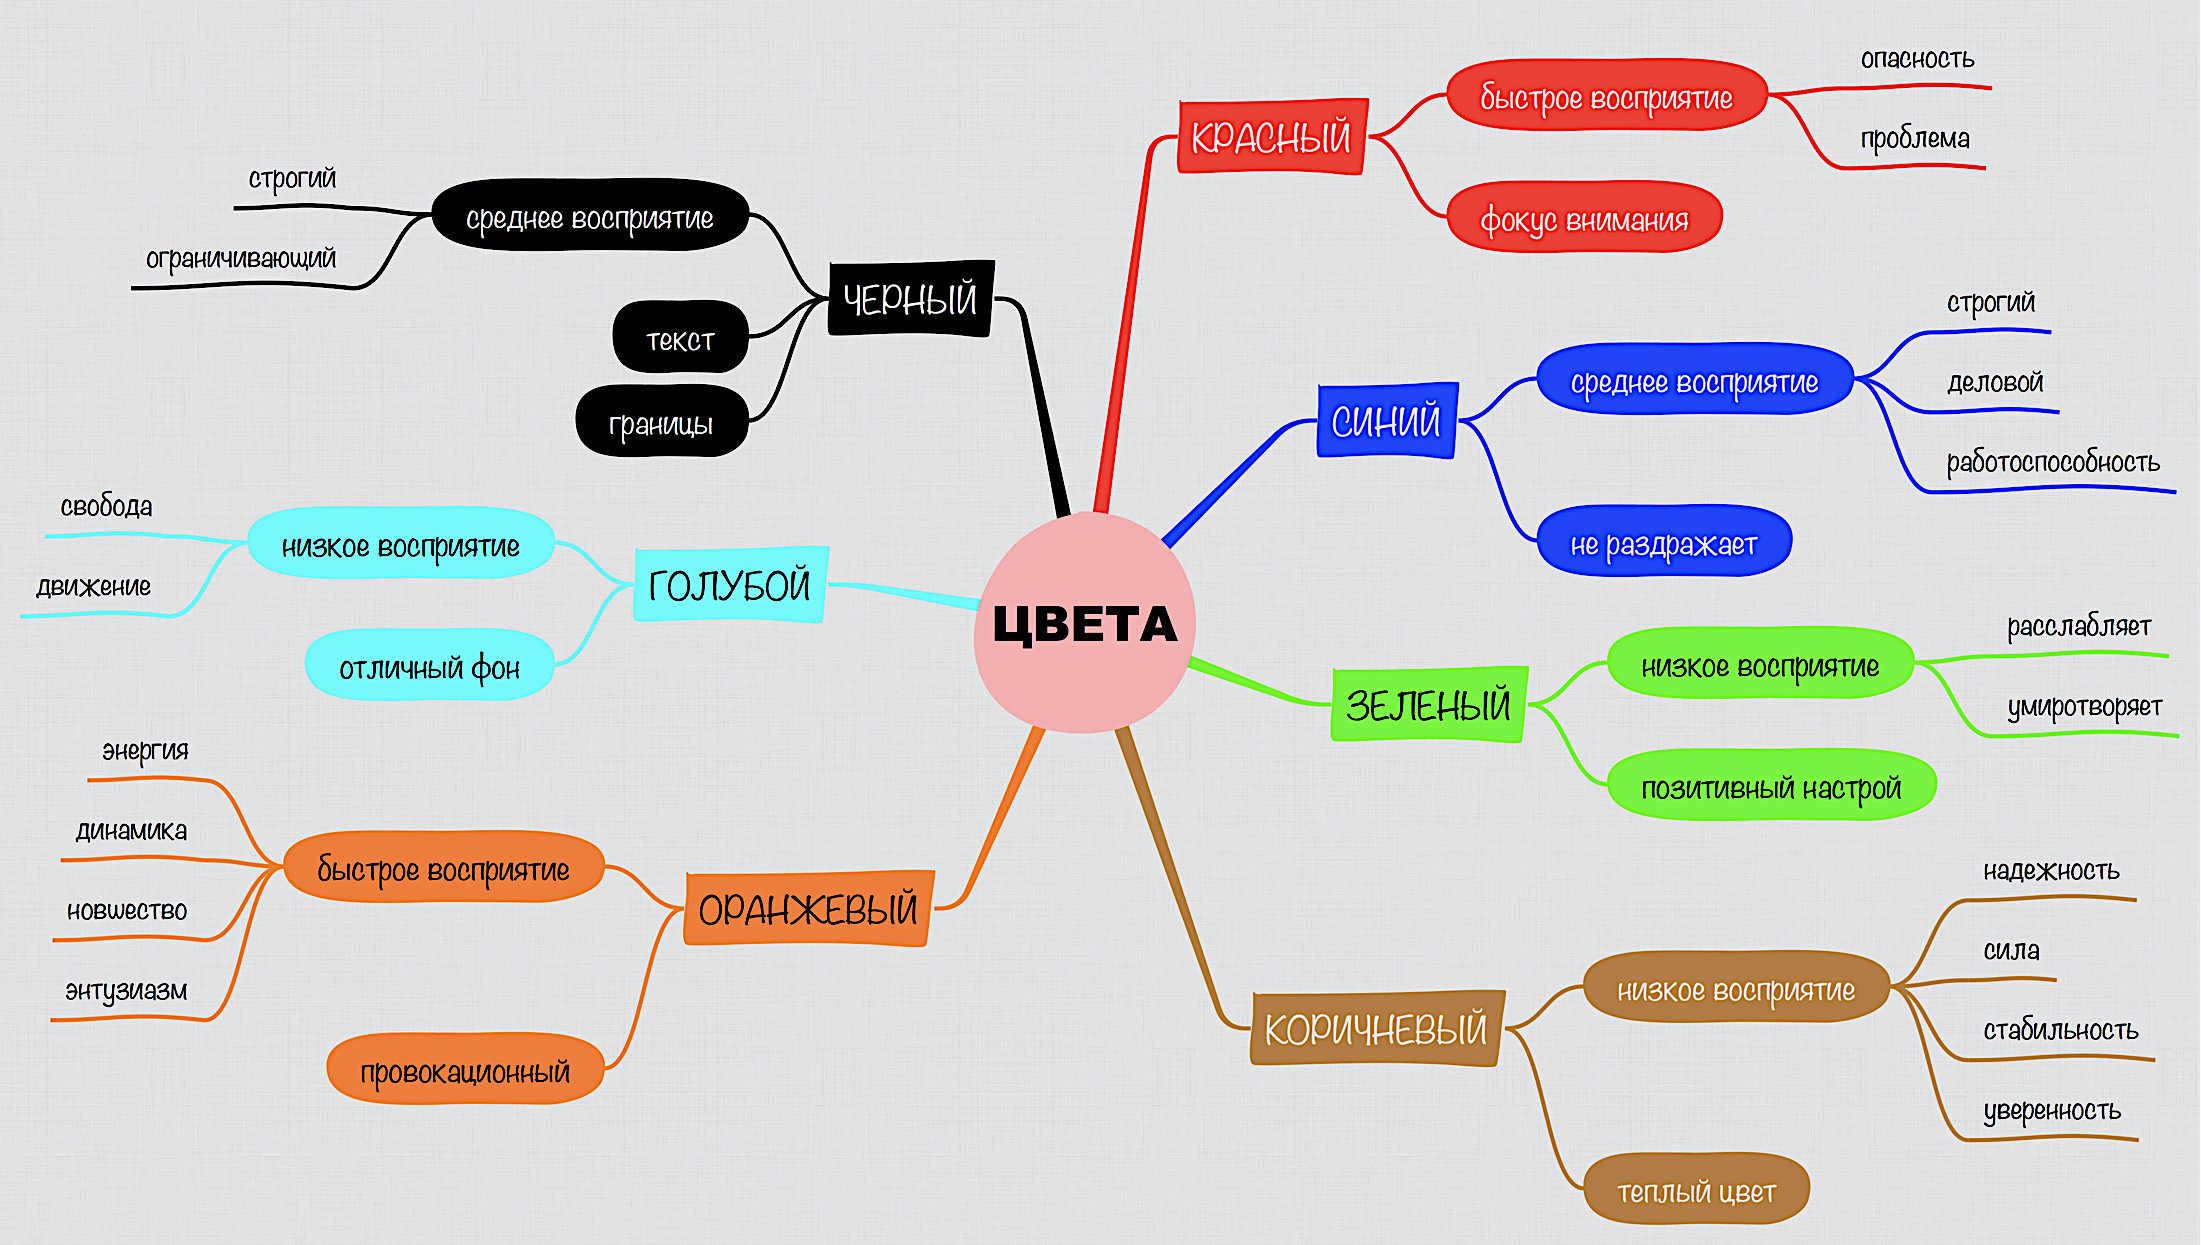 ЦВЕТА
КРАСНЫЙ
быстрое восприятие
опасность
проблема
фокус внимания
СИНИЙ
среднее восприятие
строгий
деловой
работоспособность
не раздражает
ЗЕЛЕНЫЙ
низкое восприятие
расслабляет
умиротворяет
позитивный настрой
КОРИЧНЕВЫЙ
низкое восприятие
надежность
сила
стабильность
уверенность
теплый цвет
ЧЕРНЫЙ
среднее восприятие
строгий
ограничивающий
текст
границы
ГОЛУБОЙ
низкое восприятие
свобода
движение
отличный фон
ОРАНЖЕВЫЙ
быстрое восприятие
энергия
динамика
новшество
энтузиазм
провокационный